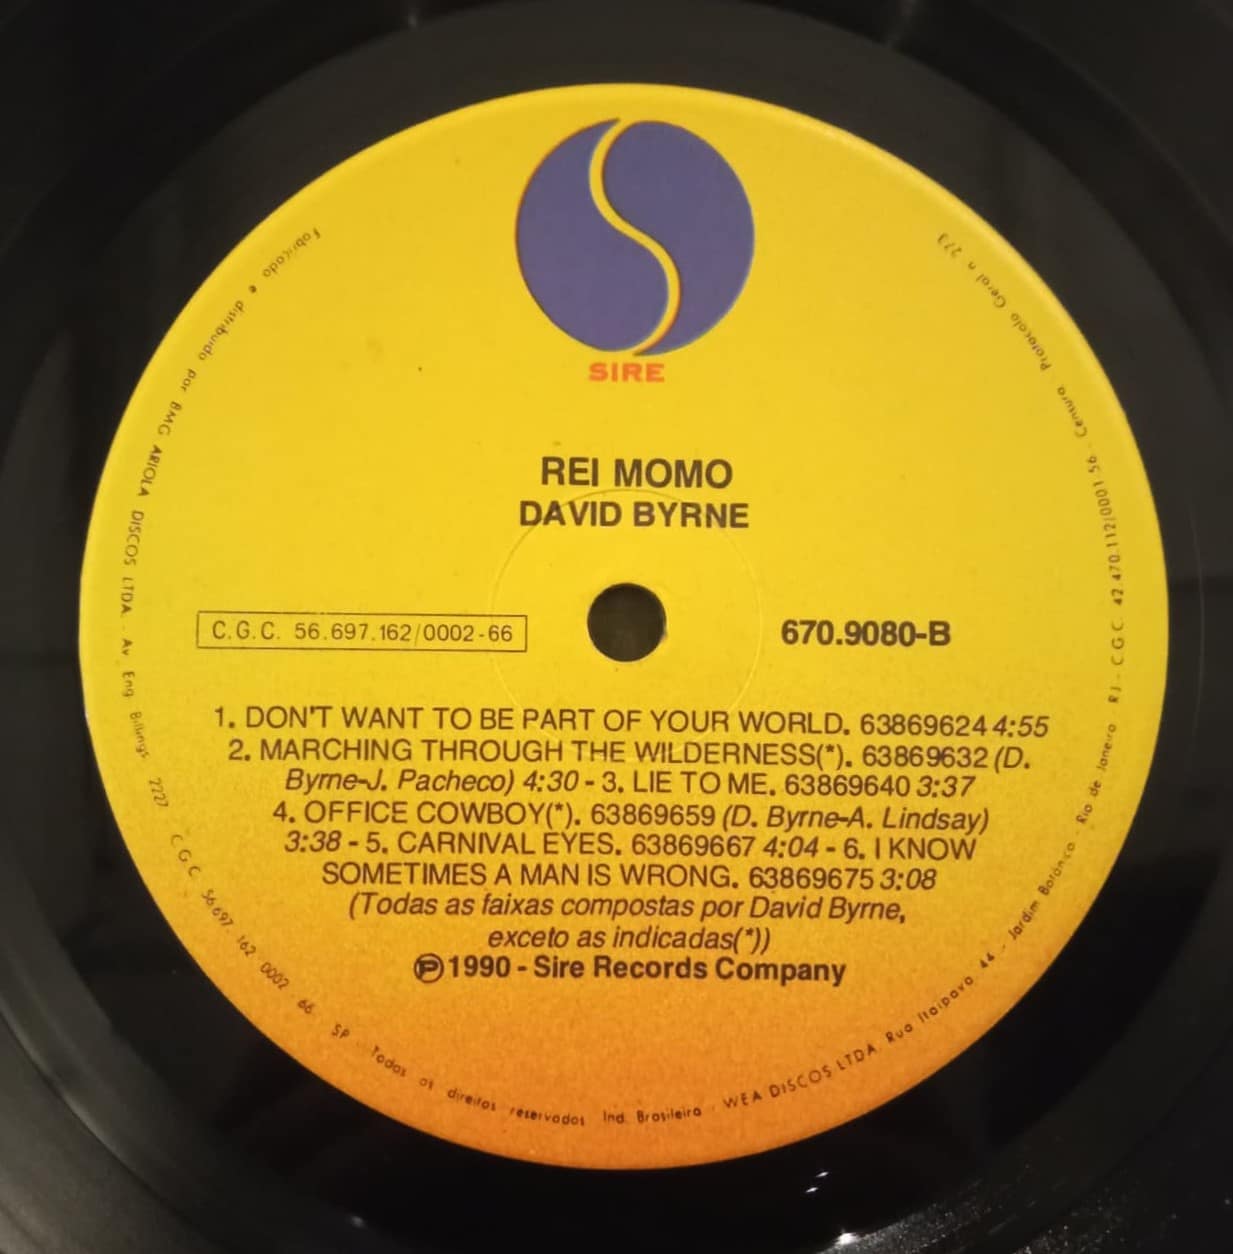 SIRE
REI MOMO
DAVID BYRNE
C.G.C. 56.697.162/0002-66
670.9080-B
1. DON'T WANT TO BE PART OF YOUR WORLD. 63869624 4:55
2. MARCHING THROUGH THE WILDERNESS(*). 63869632 (D.
Byrne-J. Pacheco) 4:30 - 3. LIE TO ME. 63869640 3:37
4. OFFICE COWBOY(*). 63869659 (D. Byrne-A. Lindsay)
3:38 - 5. CARNIVAL EYES. 63869667 4:04 - 6. I KNOW
SOMETIMES A MAN IS WRONG. 63869675 3:08
(Todas as faixas compostas por David Byrne,
exceto as indicadas(*))
℗1990 - Sire Records Company
Fabricado e distribuido por BMG ARIOLA DISCOS LTDA. Av Eng Billings 2227 C G C 56.697 162 0002 - 66 SP - Todos os direitos reservados Ind. Brasileira - WEA DISCOS LTDA. Rua Itaipava 44 - Jardim Botânico - Rio de Janeiro RJ - C.G.C 42.470.112/0001 56 - Censura Protocolo Geral n 273